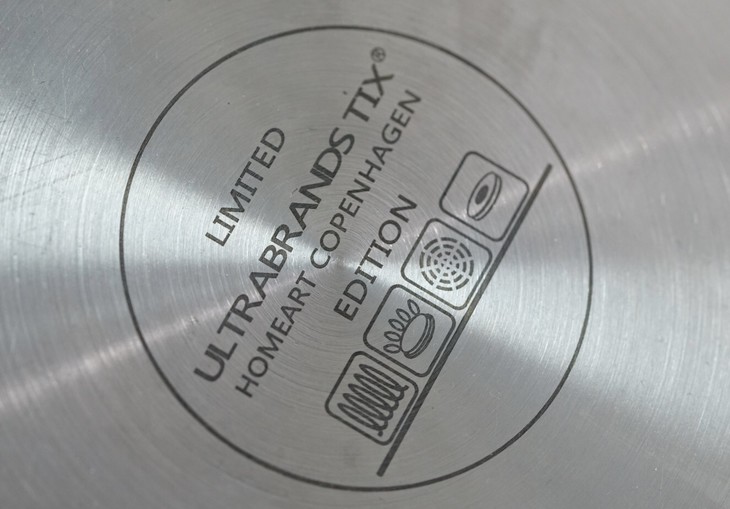 LIMITED
ULTRABRANDS TIX®
HOMEART COPENHAGEN
EDITION